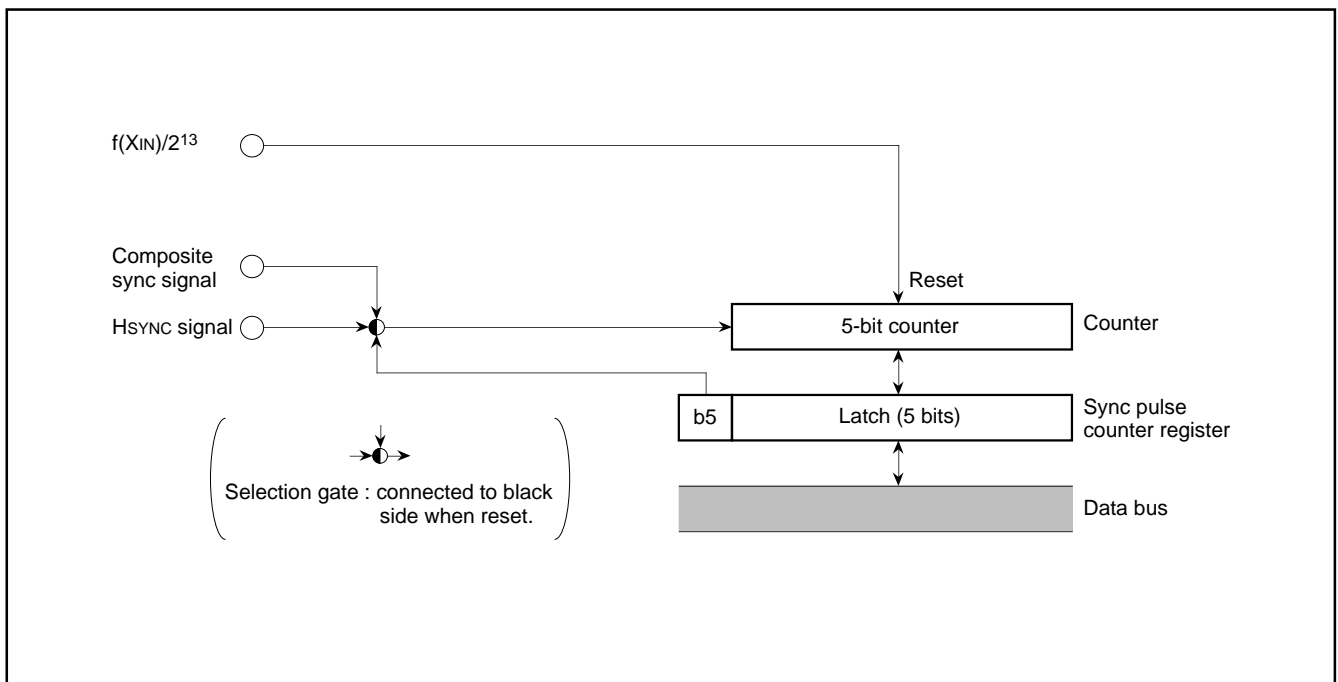 f(XIN)/2¹³
Composite
sync signal
HSYNC signal
Reset
5-bit counter
Counter
b5
Latch (5 bits)
Sync pulse
counter register
Selection gate : connected to black
side when reset.
Data bus